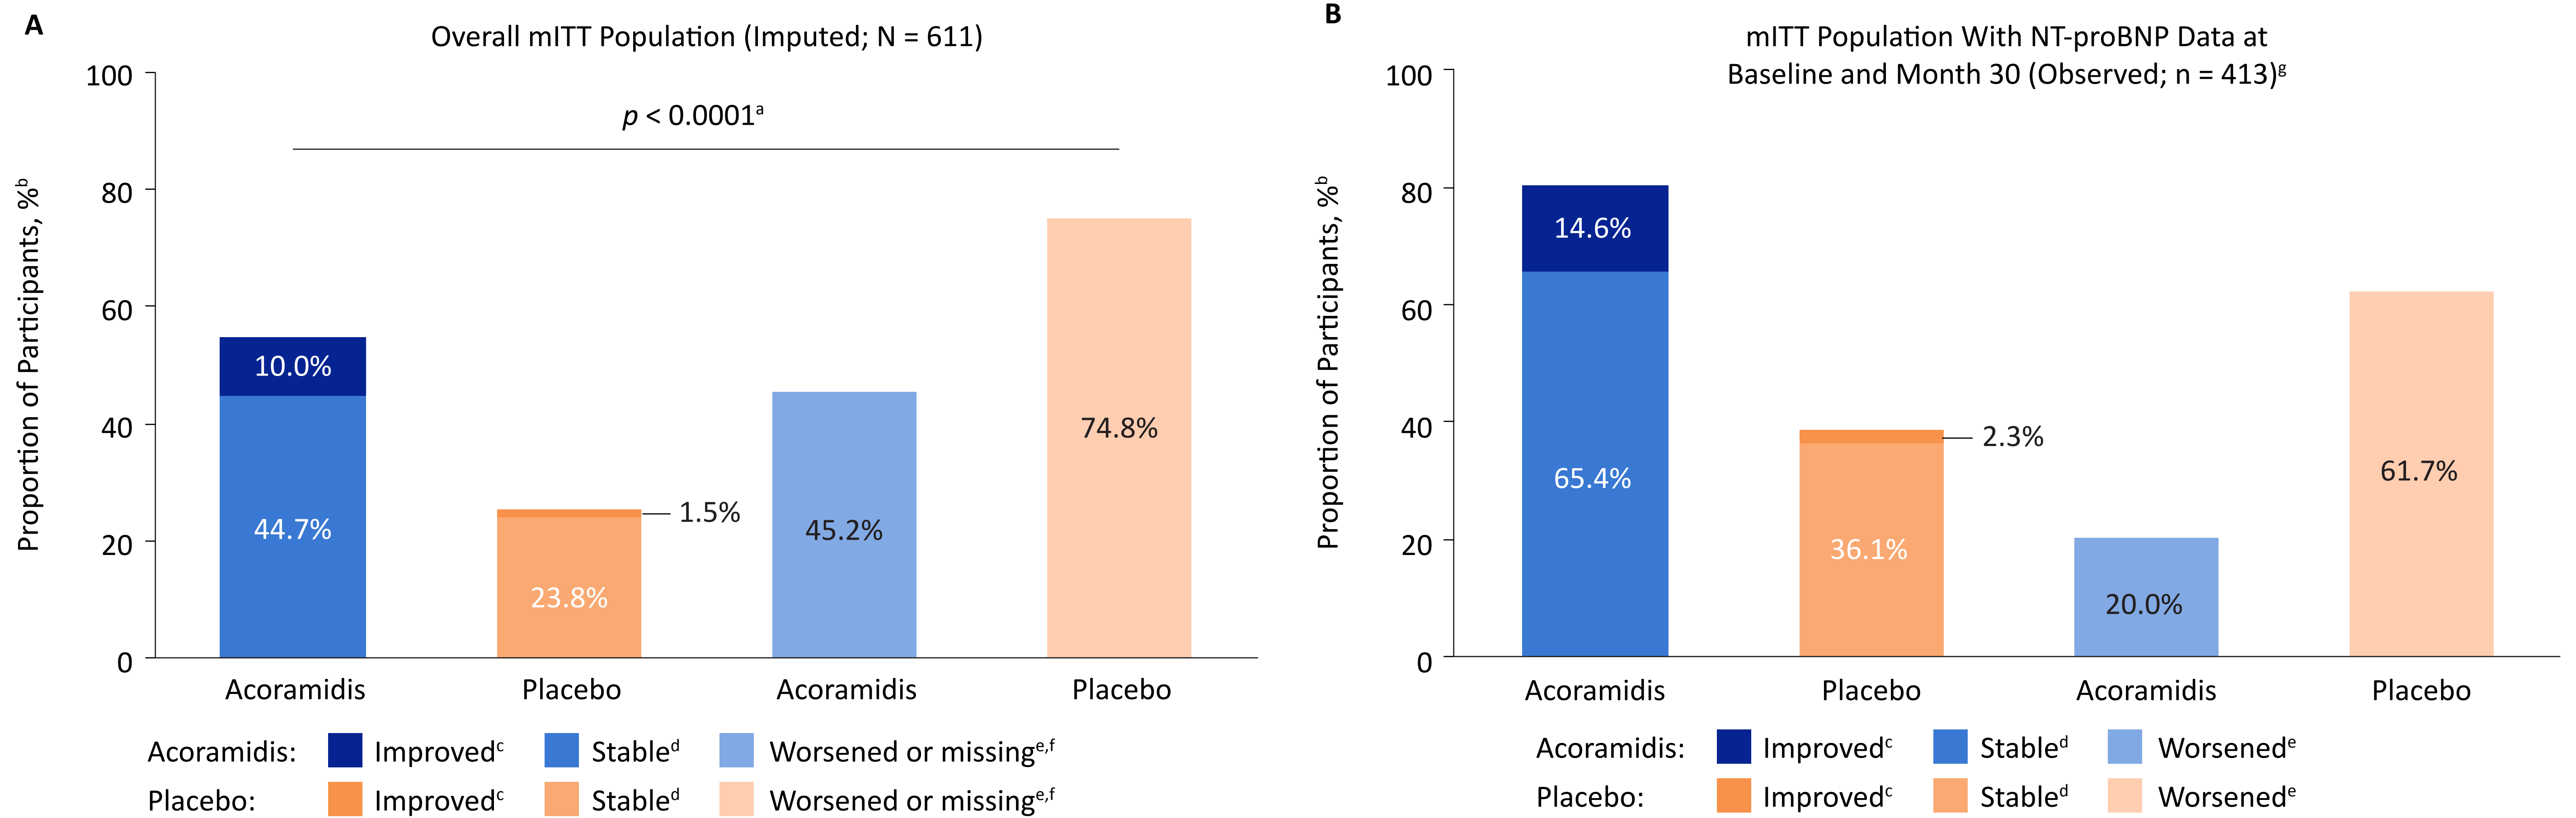 A
Overall mITT Population (Imputed; N = 611)
p < 0.0001ᵃ
Proportion of Participants, %ᵇ
100
80
60
40
20
0
10.0%
44.7%
1.5%
23.8%
45.2%
74.8%
Acoramidis Placebo Acoramidis Placebo
Acoramidis: Improvedᶜ Stableᵈ Worsened or missingᵉ,ᶠ
Placebo: Improvedᶜ Stableᵈ Worsened or missingᵉ,ᶠ
B
mITT Population With NT-proBNP Data at
Baseline and Month 30 (Observed; n = 413)ᵍ
Proportion of Participants, %ᵇ
100
80
60
40
20
0
14.6%
65.4%
2.3%
36.1%
20.0%
61.7%
Acoramidis Placebo Acoramidis Placebo
Acoramidis: Improvedᶜ Stableᵈ Worsenedᵉ
Placebo: Improvedᶜ Stableᵈ Worsenedᵉ